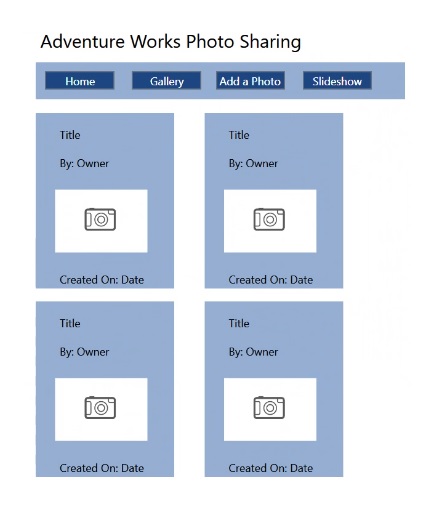 Adventure Works Photo Sharing
Home Gallery Add a Photo Slideshow
Title
By: Owner
Created On: Date
Title
By: Owner
Created On: Date
Title
By: Owner
Created On: Date
Title
By: Owner
Created On: Date